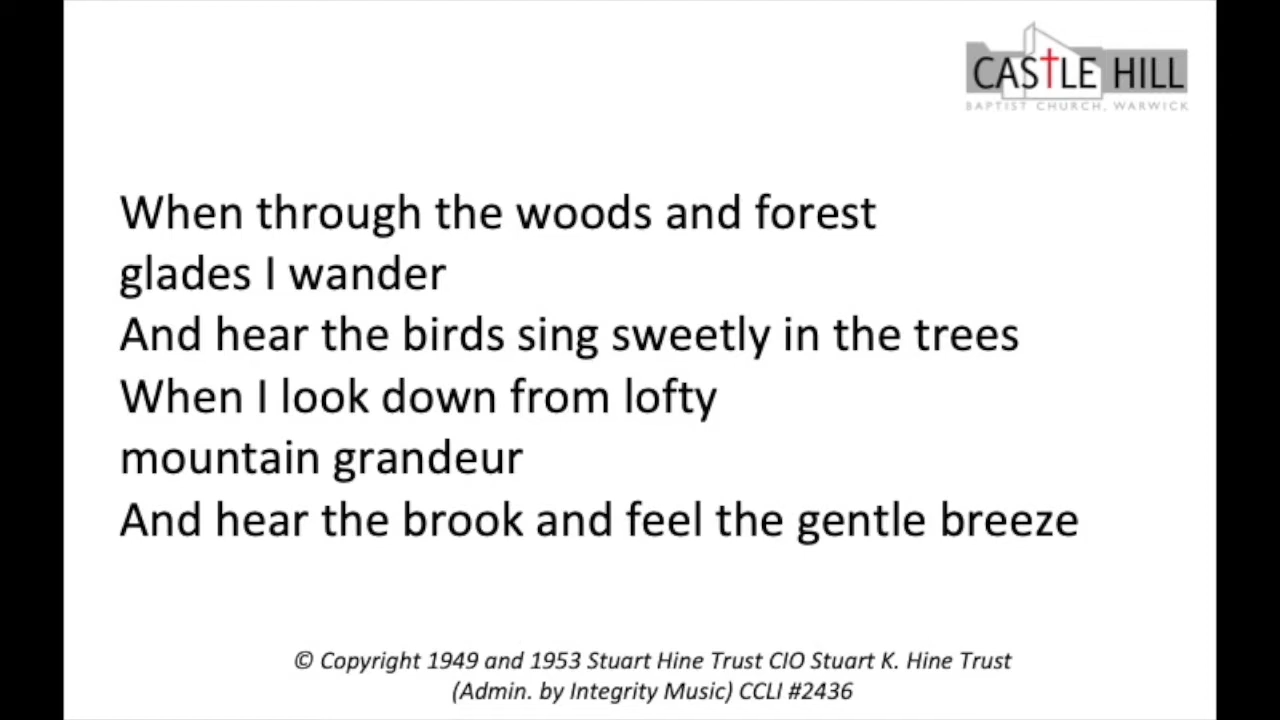 CASTLE HILL
BAPTIST CHURCH, WARWICK
When through the woods and forest
glades I wander
And hear the birds sing sweetly in the trees
When I look down from lofty
mountain grandeur
And hear the brook and feel the gentle breeze
© Copyright 1949 and 1953 Stuart Hine Trust CIO Stuart K. Hine Trust
(Admin. by Integrity Music) CCLI #2436